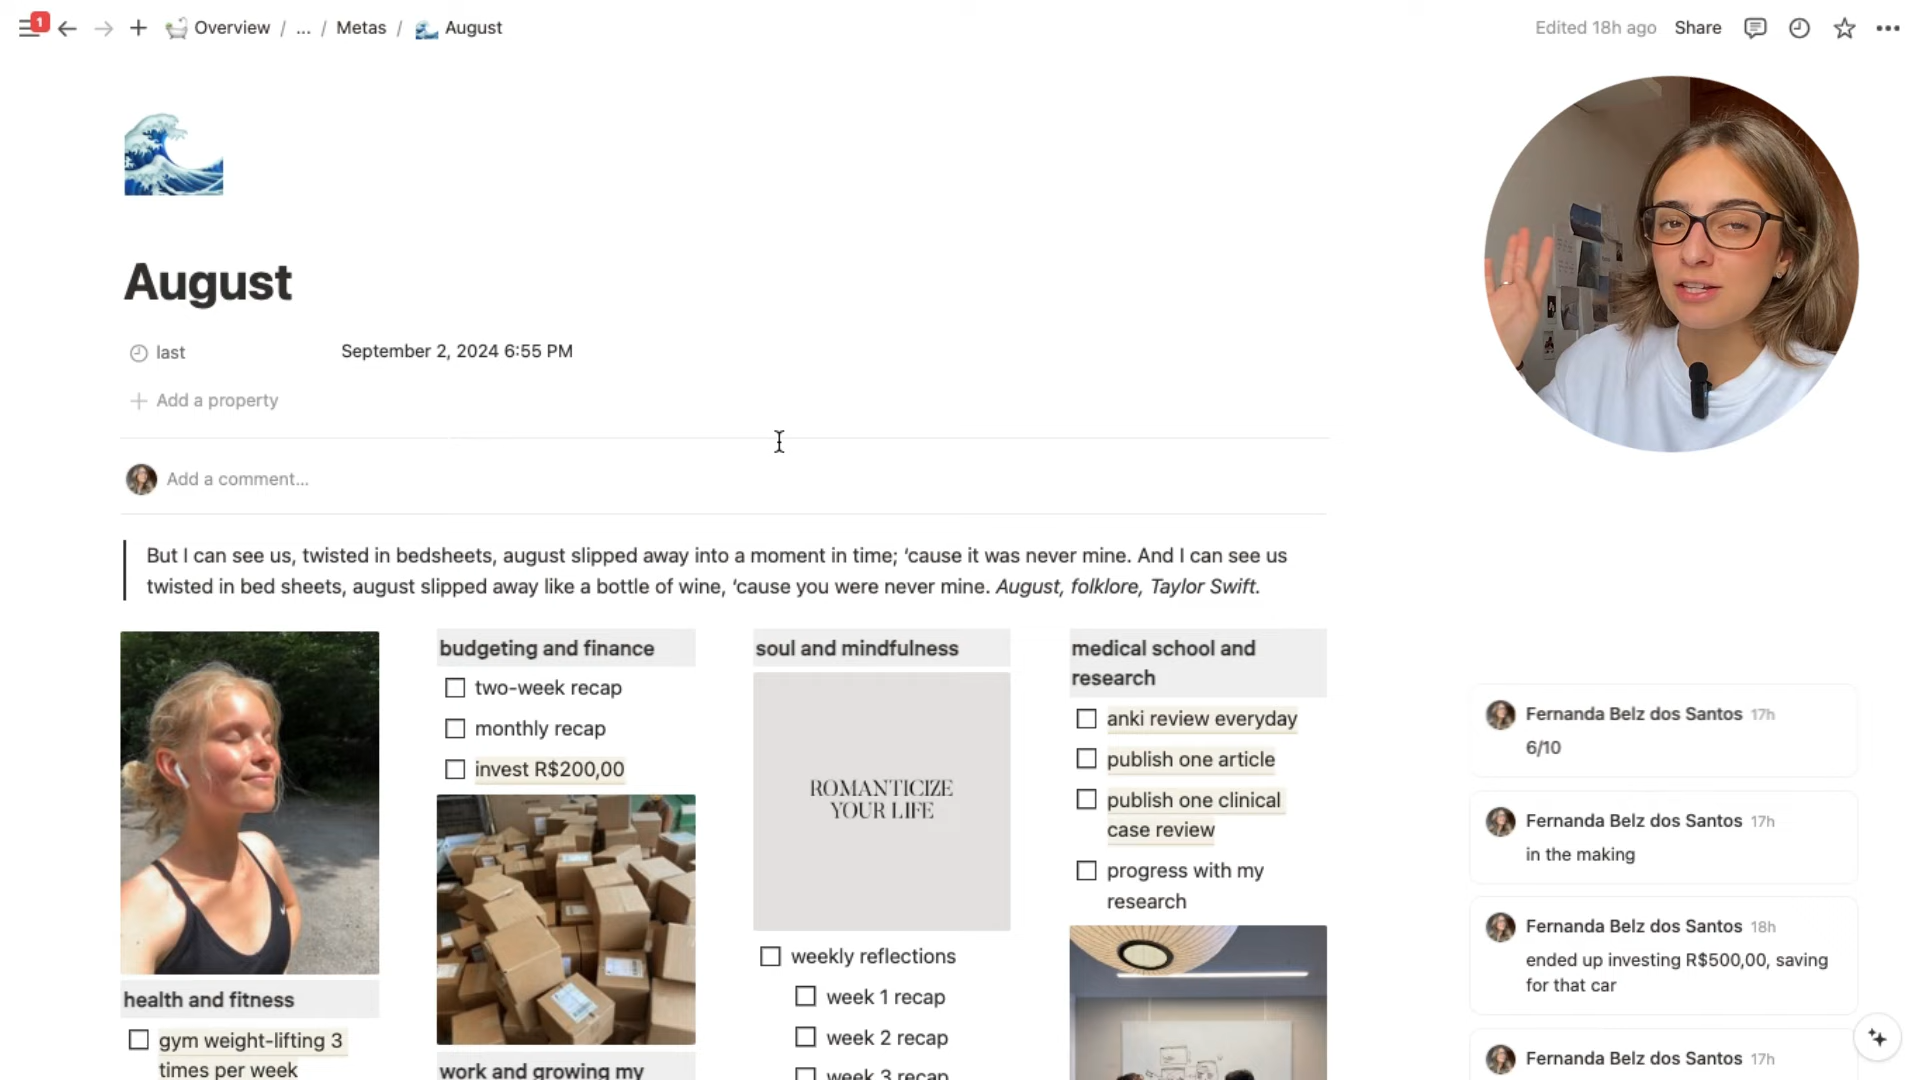 1
Overview / ... / Metas / August
Edited 18h ago Share
August
last September 2, 2024 6:55 PM
Add a property
Add a comment...
But I can see us, twisted in bedsheets, august slipped away into a moment in time; ‘cause it was never mine. And I can see us
twisted in bed sheets, august slipped away like a bottle of wine, ‘cause you were never mine. August, folklore, Taylor Swift.
health and fitness
gym weight-lifting 3
times per week
budgeting and finance
two-week recap
monthly recap
invest R$200,00
work and growing my
soul and mindfulness
ROMANTICIZE
YOUR LIFE
weekly reflections
week 1 recap
week 2 recap
week 3 recap
medical school and
research
anki review everyday
publish one article
publish one clinical
case review
progress with my
research
Fernanda Belz dos Santos 17h
6/10
Fernanda Belz dos Santos 17h
in the making
Fernanda Belz dos Santos 18h
ended up investing R$500,00, saving
for that car
Fernanda Belz dos Santos 17h